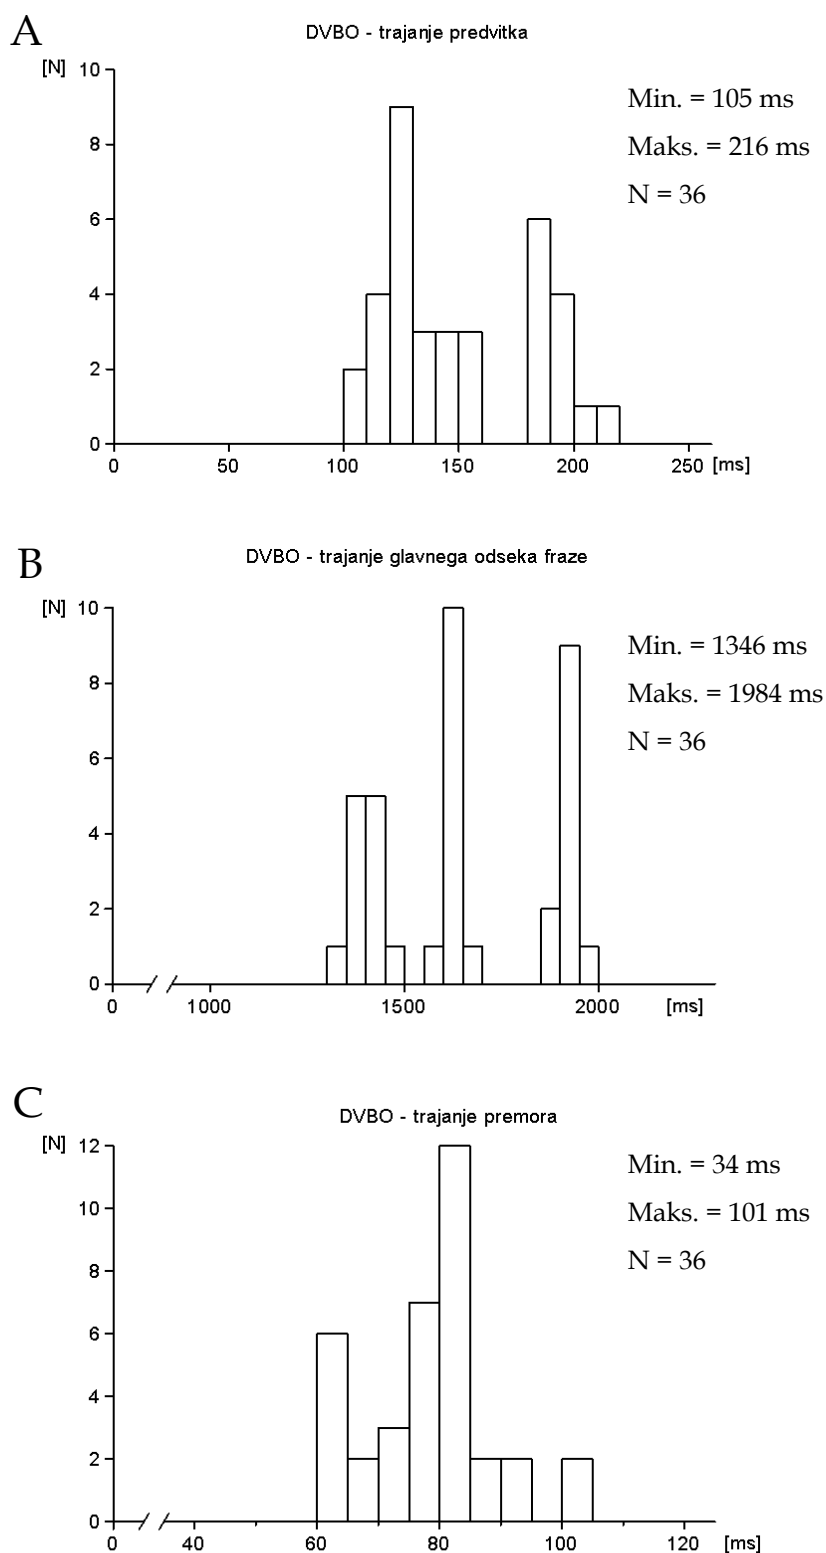 A
DVBO - trajanje predvitka
[N]
10
8
6
4
2
0
Min. = 105 ms
Maks. = 216 ms
N = 36
0 50 100 150 200 250 [ms]
B
DVBO - trajanje glavnega odseka fraze
[N]
10
8
6
4
2
0
Min. = 1346 ms
Maks. = 1984 ms
N = 36
0 1000 1500 2000 [ms]
C
DVBO - trajanje premora
[N]
12
10
8
6
4
2
0
Min. = 34 ms
Maks. = 101 ms
N = 36
0 40 60 80 100 120 [ms]